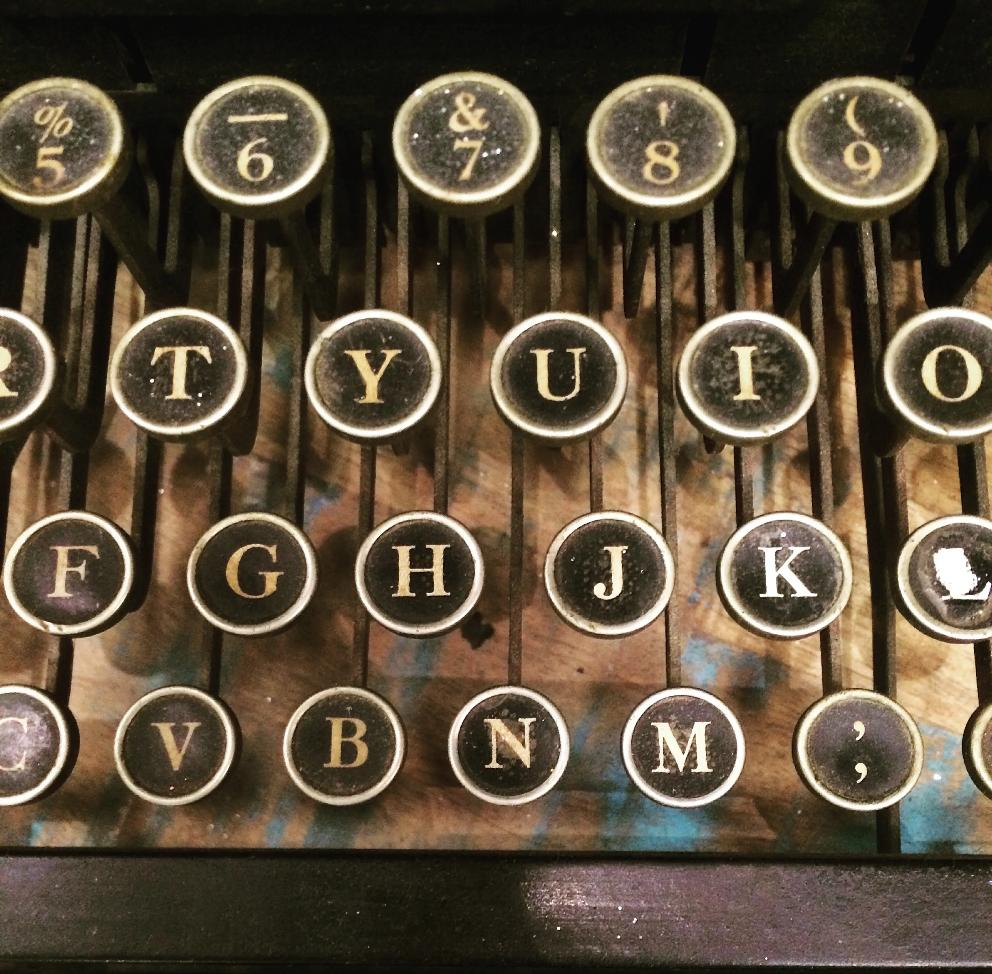 % — & ' (
5 6 7 8 9
R T Y U I O
F G H J K L
C V B N M , ,